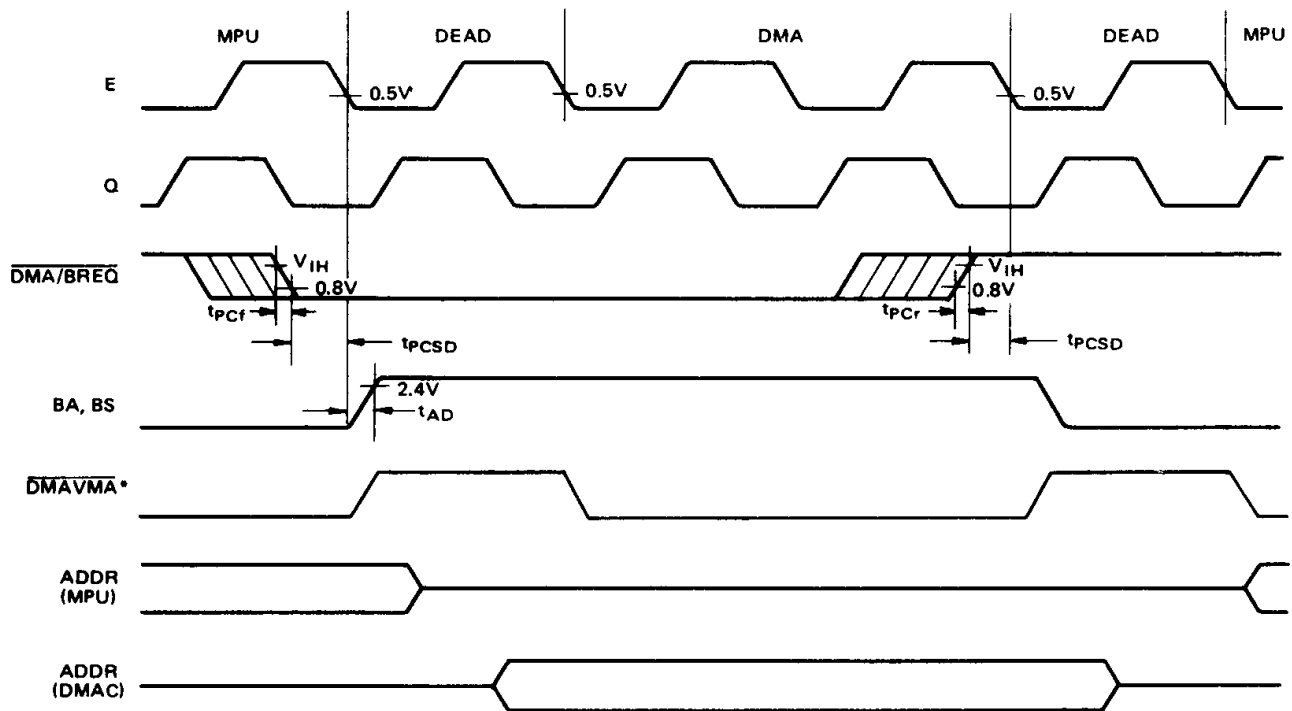 MPU DEAD DMA DEAD MPU
E 0.5V 0.5V 0.5V
Q
DMA/BREQ VIH VIH
0.8V 0.8V
tPCf tPCr
tPCSD tPCSD
BA, BS 2.4V
tAD
DMAVMA*
ADDR
(MPU)
ADDR
(DMAC)